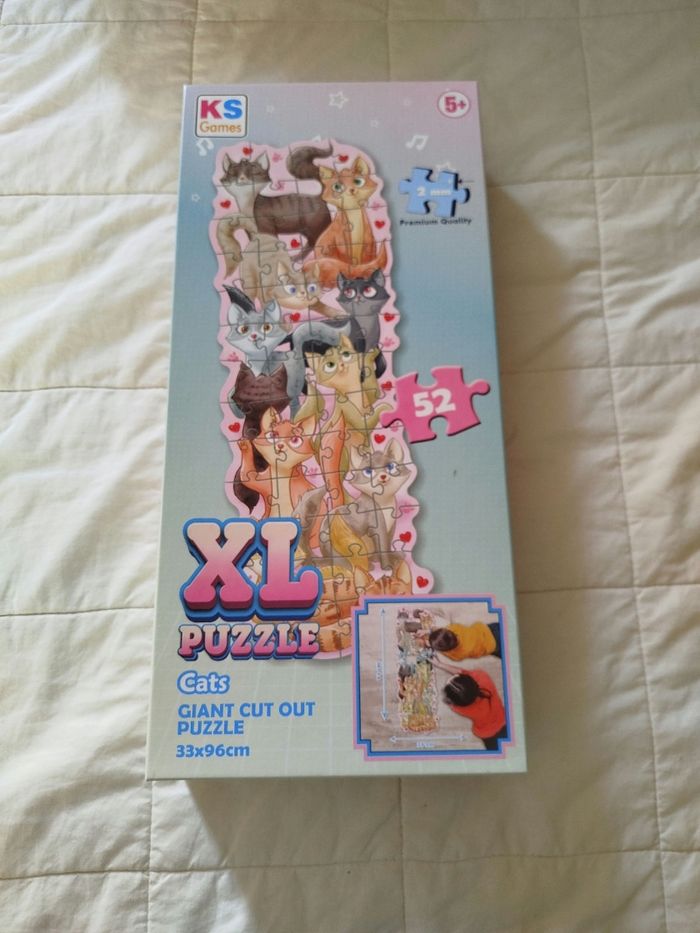 KS
Games
5+
2 mm
Premium Quality
52
XL
PUZZLE
Cats
GIANT CUT OUT
PUZZLE
33x96cm